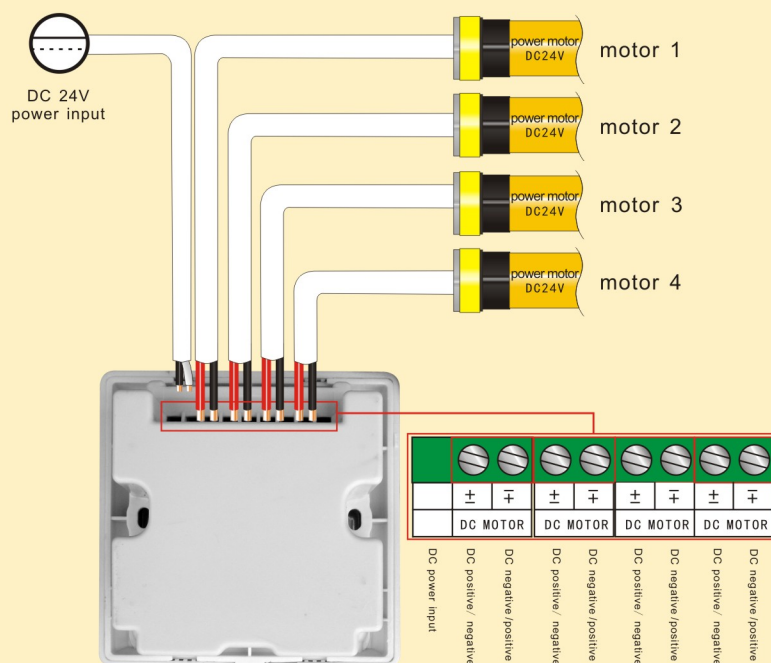 DC 24V
power input
power motor
DC24V
motor 1
power motor
DC24V
motor 2
power motor
DC24V
motor 3
power motor
DC24V
motor 4
± ∓ ± ∓ ± ∓ ± ∓
DC MOTOR DC MOTOR DC MOTOR DC MOTOR
DC power input
DC positive/ negative
DC negative/positive
DC positive/ negative
DC negative/positive
DC positive/ negative
DC negative/positive
DC positive/ negative
DC negative/positive